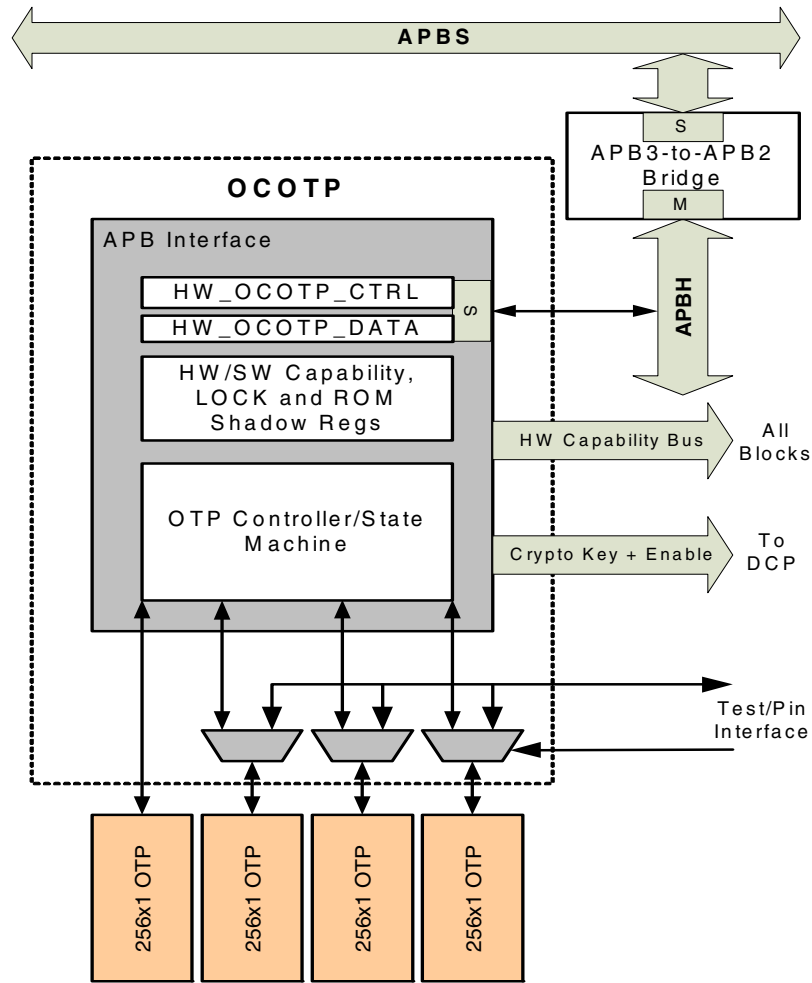 APBS
S
APB3-to-APB2
Bridge
M
APBH
OCOTP
APB Interface
HW_OCOTP_CTRL
HW_OCOTP_DATA
S
HW/SW Capability,
LOCK and ROM
Shadow Regs
HW Capability Bus
All
Blocks
OTP Controller/State
Machine
Crypto Key + Enable
To
DCP
Test/Pin
Interface
256x1 OTP
256x1 OTP
256x1 OTP
256x1 OTP